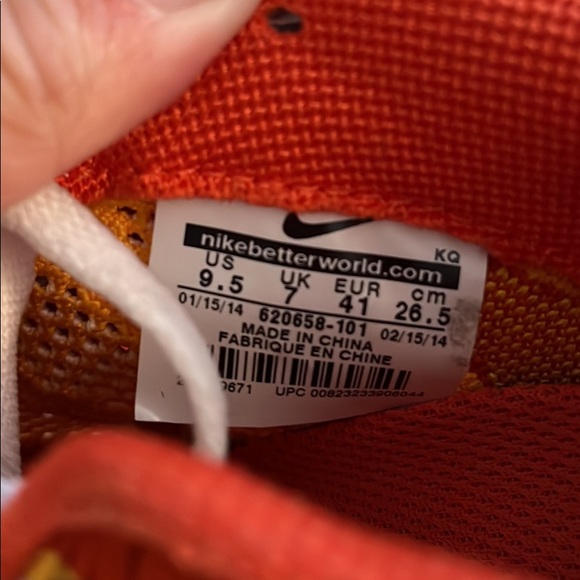 KQ
nikebetterworld.com
US UK EUR cm
9.5 7 41 26.5
01/15/14 620658-101 02/15/14
MADE IN CHINA
FABRIQUE EN CHINE
UPC 00823233906044